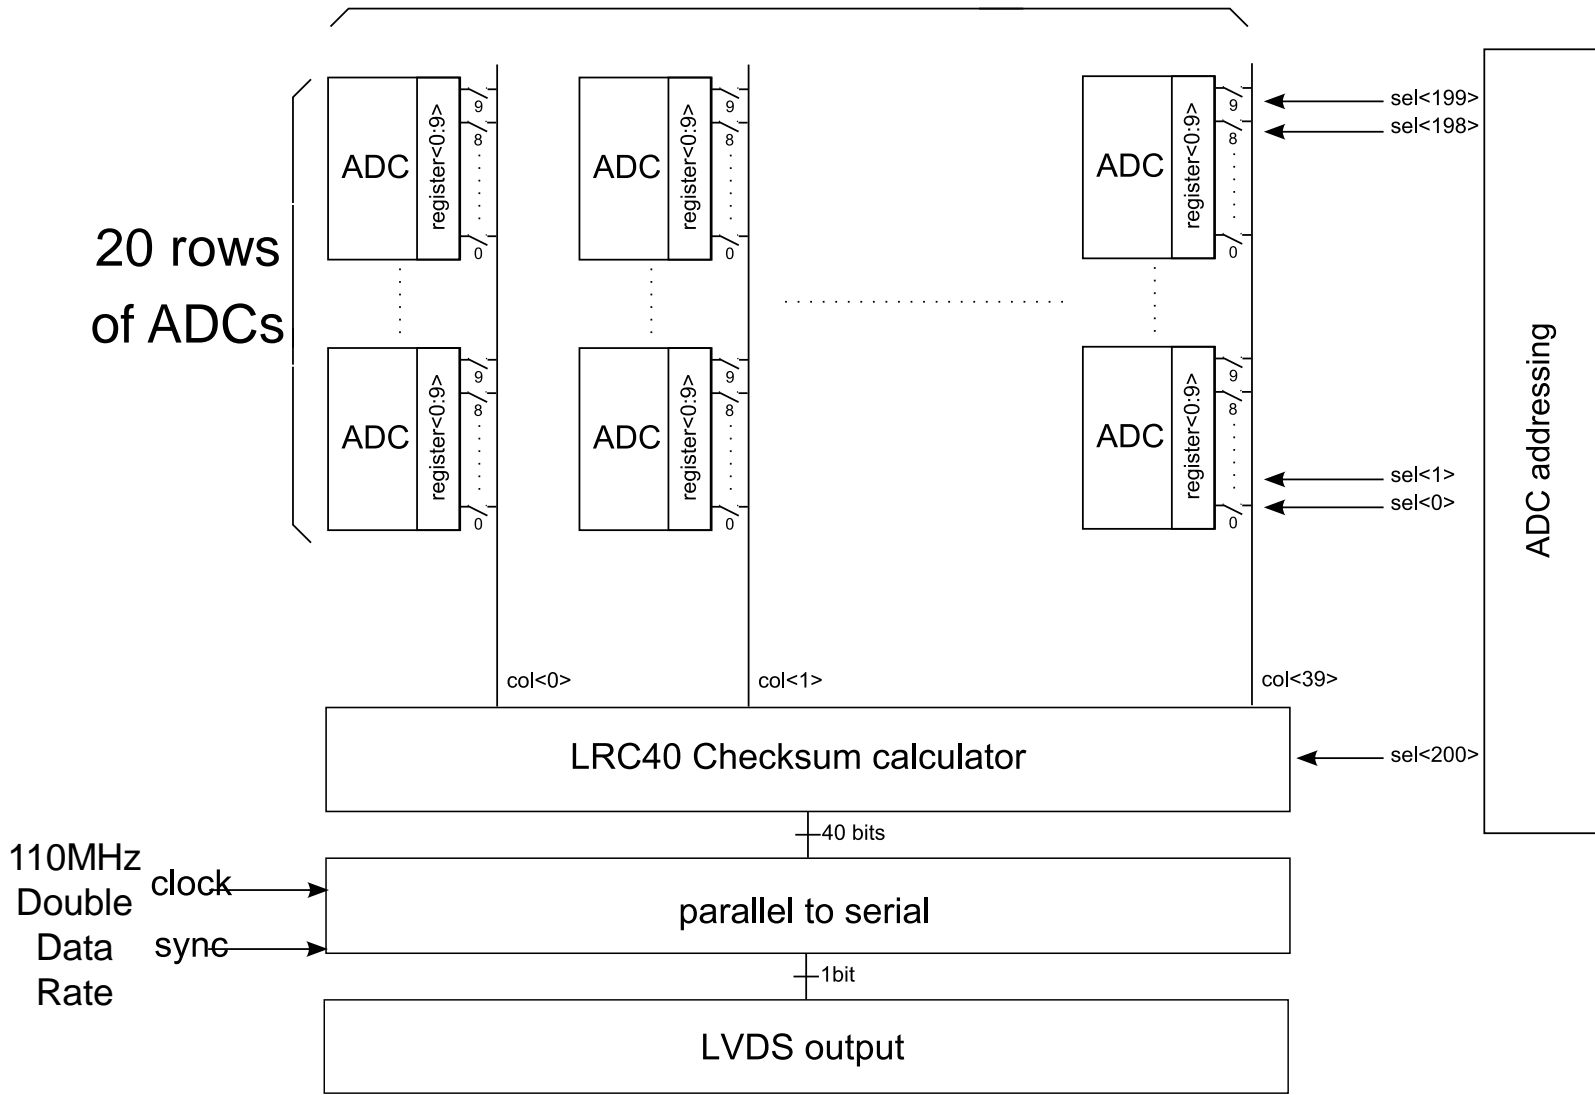 sel<199>
sel<198>
ADC register<0:9> 9 8 0
ADC register<0:9> 9 8 0
ADC register<0:9> 9 8 0
20 rows
of ADCs
ADC register<0:9> 9 8 0
ADC register<0:9> 9 8 0
ADC register<0:9> 9 8 0
sel<1>
sel<0>
ADC addressing
col<0>
col<1>
col<39>
LRC40 Checksum calculator
sel<200>
40 bits
110MHz
Double
Data
Rate
clock
sync
parallel to serial
1bit
LVDS output